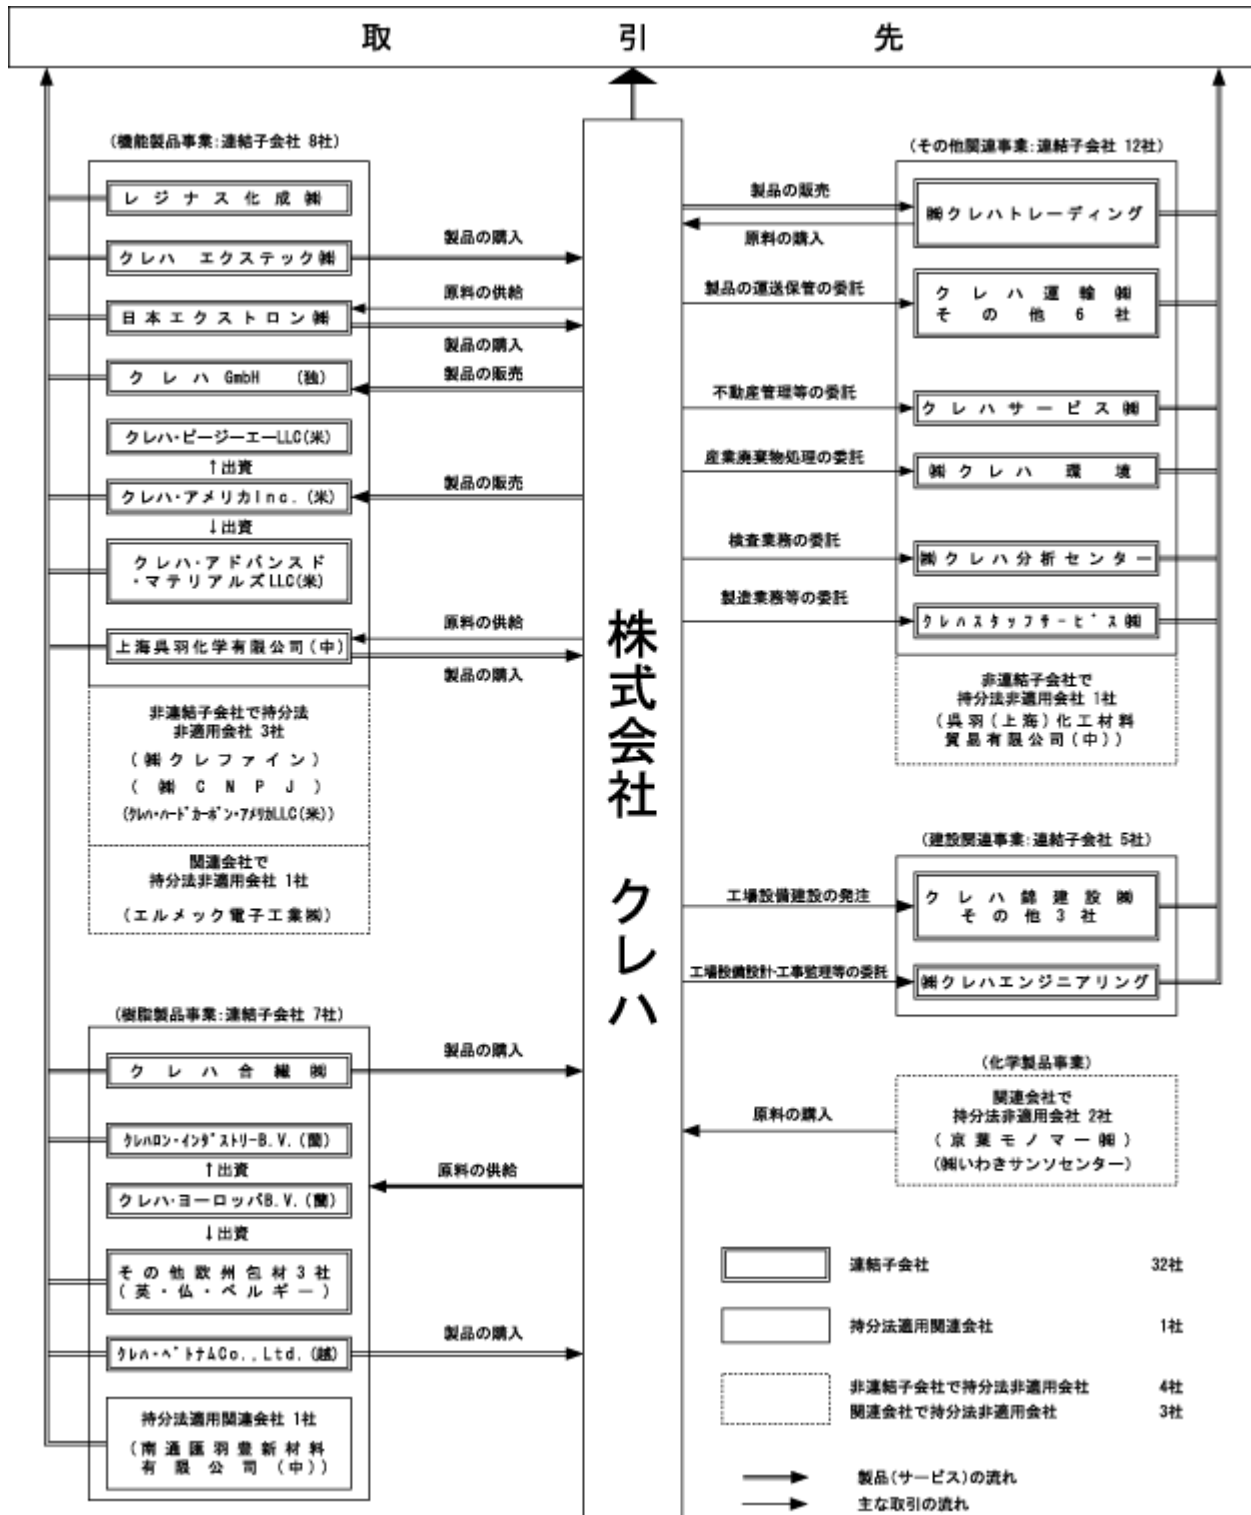 取引先
(機能製品事業:連結子会社 8社)
レジナス化成㈱
クレハ エクステック㈱
製品の購入
原料の供給
日本エクストロン㈱
製品の購入
クレハ GmbH (独)
製品の販売
クレハ・ピージーエーLLC(米)
↑出資
クレハ・アメリカInc.(米)
製品の販売
↓出資
クレハ・アドバンスド
・マテリアルズLLC(米)
原料の供給
上海呉羽化学有限公司(中)
製品の購入
非連結子会社で持分法
非適用会社 3社
(㈱クレファイン)
(㈱CNPJ)
(クレハ・ハードカーボン・アメリカLLC(米))
関連会社で
持分法非適用会社 1社
(エルメック電子工業㈱)
(樹脂製品事業:連結子会社 7社)
クレハ合繊㈱
製品の購入
クレハロン・インダストリーB.V.(蘭)
↑出資
原料の供給
クレハ・ヨーロッパB.V.(蘭)
↓出資
その他欧州包材3社
(英・仏・ベルギー)
クレハ・ベトナムCo.,Ltd.(越)
製品の購入
持分法適用関連会社 1社
(南通匯羽豊新材料
有限公司(中))
株式会社 クレハ
(その他関連事業:連結子会社 12社)
製品の販売
㈱クレハトレーディング
原料の購入
製品の運送保管の委託
クレハ運輸㈱
その他6社
不動産管理等の委託
クレハサービス㈱
産業廃棄物処理の委託
㈱クレハ環境
検査業務の委託
㈱クレハ分析センター
製造業務等の委託
クレハスタッフサービス㈱
非連結子会社で
持分法非適用会社 1社
(呉羽(上海)化工材料
貿易有限公司(中))
(建設関連事業:連結子会社 5社)
工場設備建設の発注
クレハ錦建設㈱
その他3社
工場設備設計・工事監理等の委託
㈱クレハエンジニアリング
(化学製品事業)
原料の購入
関連会社で
持分法非適用会社 2社
(京葉モノマー㈱)
(㈱いわきサンソセンター)
連結子会社 32社
持分法適用関連会社 1社
非連結子会社で持分法非適用会社 4社
関連会社で持分法非適用会社 3社
製品(サービス)の流れ
主な取引の流れ